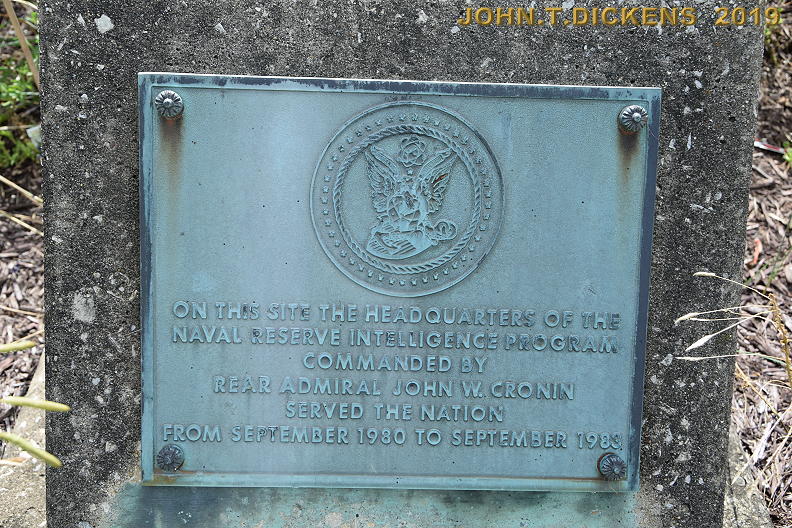 JOHN.T.DICKENS 2019
ON THIS SITE THE HEADQUARTERS OF THE
NAVAL RESERVE INTELLIGENCE PROGRAM
COMMANDED BY
REAR ADMIRAL JOHN W. CRONIN
SERVED THE NATION
FROM SEPTEMBER 1980 TO SEPTEMBER 1983